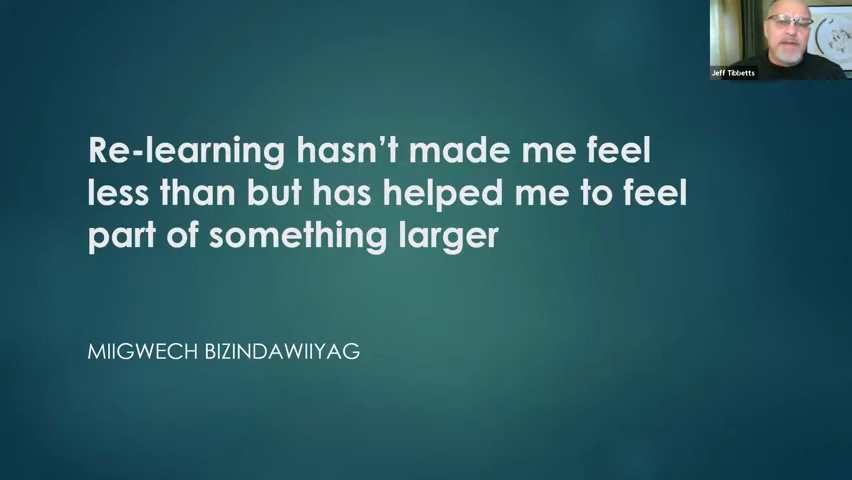 Jeff Tibbetts
Re-learning hasn’t made me feel
less than but has helped me to feel
part of something larger
MIIGWECH BIZINDAWIIYAG